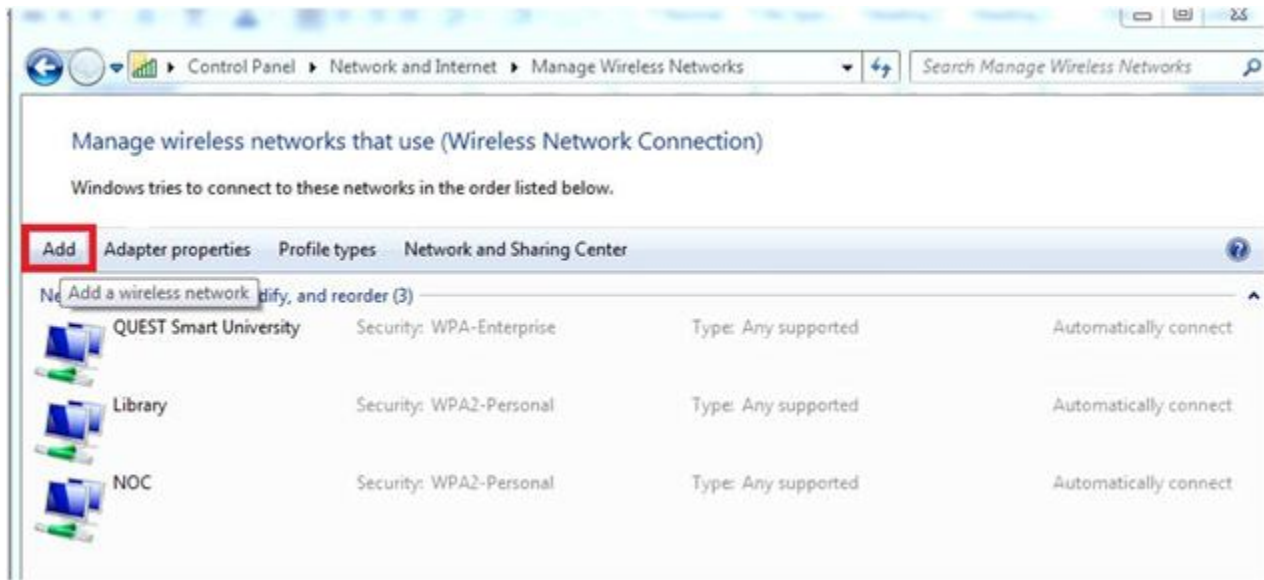 Control Panel ▸ Network and Internet ▸ Manage Wireless Networks
Search Manage Wireless Networks
Manage wireless networks that use (Wireless Network Connection)
Windows tries to connect to these networks in the order listed below.
Add Adapter properties Profile types Network and Sharing Center
Add a wireless network
and reorder (3)
QUEST Smart University Security: WPA-Enterprise Type: Any supported Automatically connect
Library Security: WPA2-Personal Type: Any supported Automatically connect
NOC Security: WPA2-Personal Type: Any supported Automatically connect